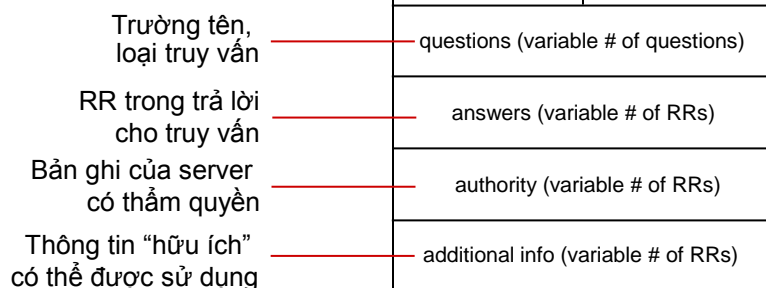 Trường tên,
loại truy vấn
questions (variable # of questions)
RR trong trả lời
cho truy vấn
answers (variable # of RRs)
Bản ghi của server
có thẩm quyền
authority (variable # of RRs)
Thông tin “hữu ích”
có thể được sử dụng
additional info (variable # of RRs)